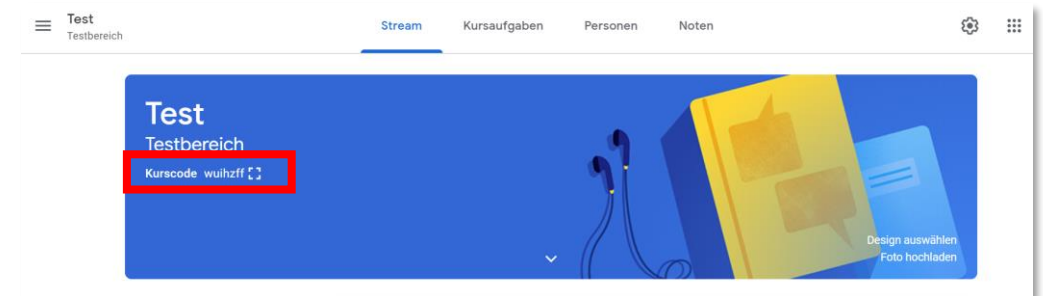 Test
Testbereich
Stream Kursaufgaben Personen Noten
Test
Testbereich
Kurscode wuihzff
Design auswählen
Foto hochladen